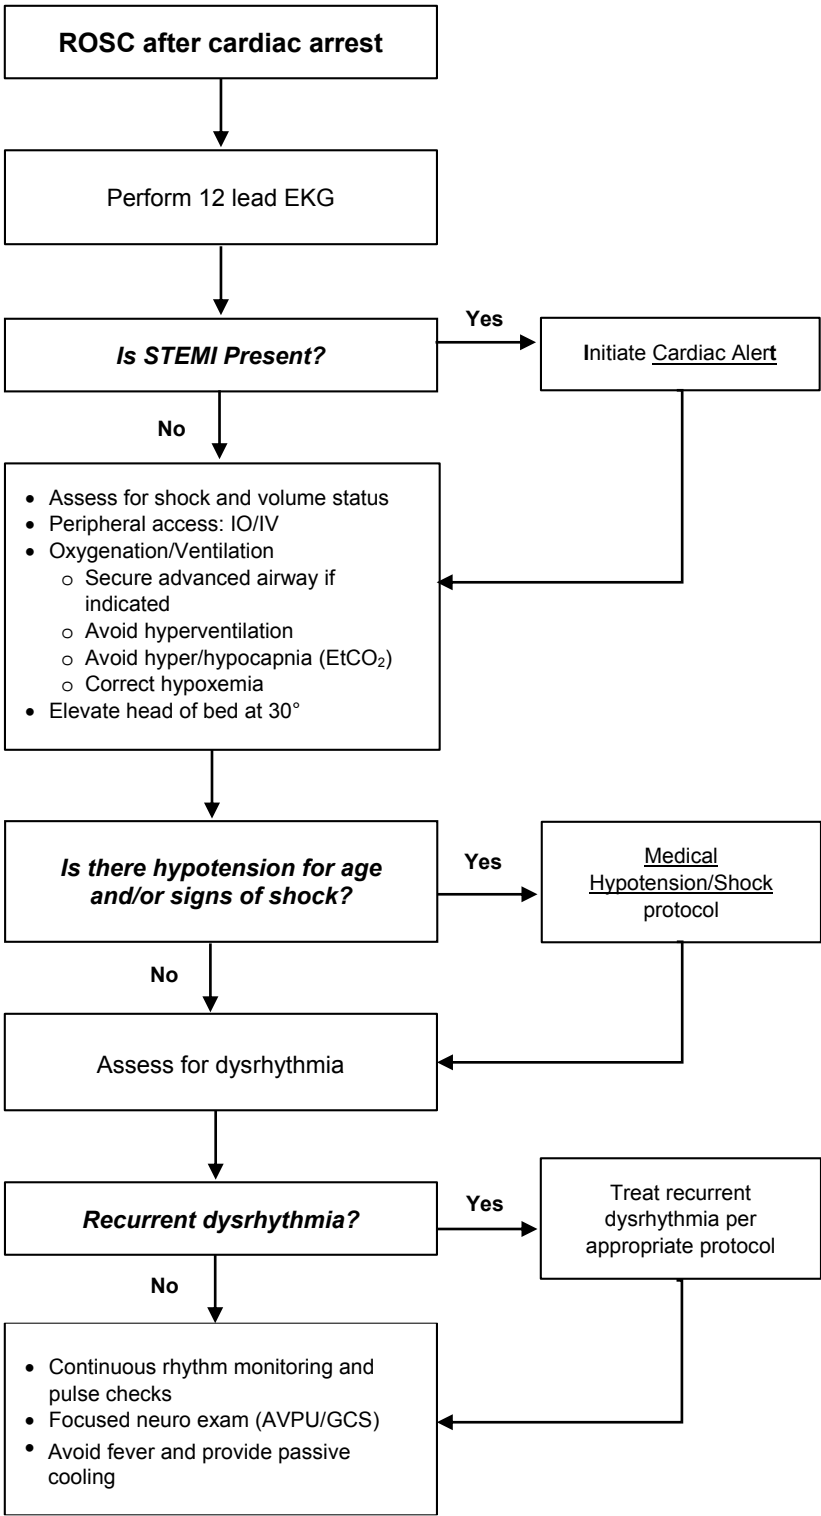 ROSC after cardiac arrest
Perform 12 lead EKG
Is STEMI Present?
Yes
Initiate Cardiac Alert
No
• Assess for shock and volume status
• Peripheral access: IO/IV
• Oxygenation/Ventilation
o Secure advanced airway if
indicated
o Avoid hyperventilation
o Avoid hyper/hypocapnia (EtCO₂)
o Correct hypoxemia
• Elevate head of bed at 30°
Is there hypotension for age
and/or signs of shock?
Yes
Medical
Hypotension/Shock
protocol
No
Assess for dysrhythmia
Recurrent dysrhythmia?
Yes
Treat recurrent
dysrhythmia per
appropriate protocol
No
• Continuous rhythm monitoring and
pulse checks
• Focused neuro exam (AVPU/GCS)
• Avoid fever and provide passive
cooling